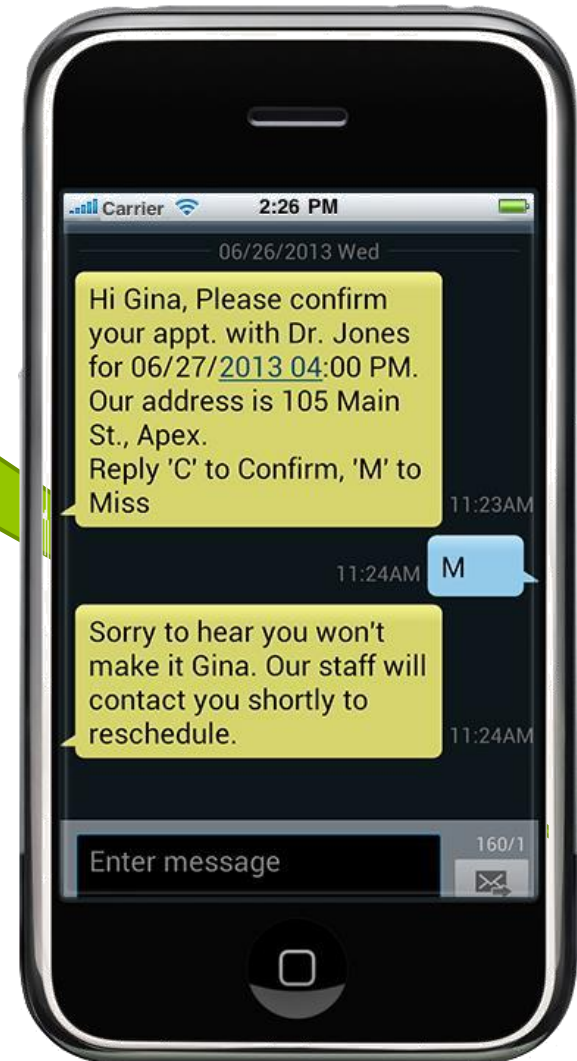 Carrier 2:26 PM
06/26/2013 Wed
Hi Gina, Please confirm
your appt. with Dr. Jones
for 06/27/2013 04:00 PM.
Our address is 105 Main
St., Apex.
Reply 'C' to Confirm, 'M' to
Miss
11:23AM
11:24AM M
Sorry to hear you won't
make it Gina. Our staff will
contact you shortly to
reschedule.
11:24AM
160/1
Enter message